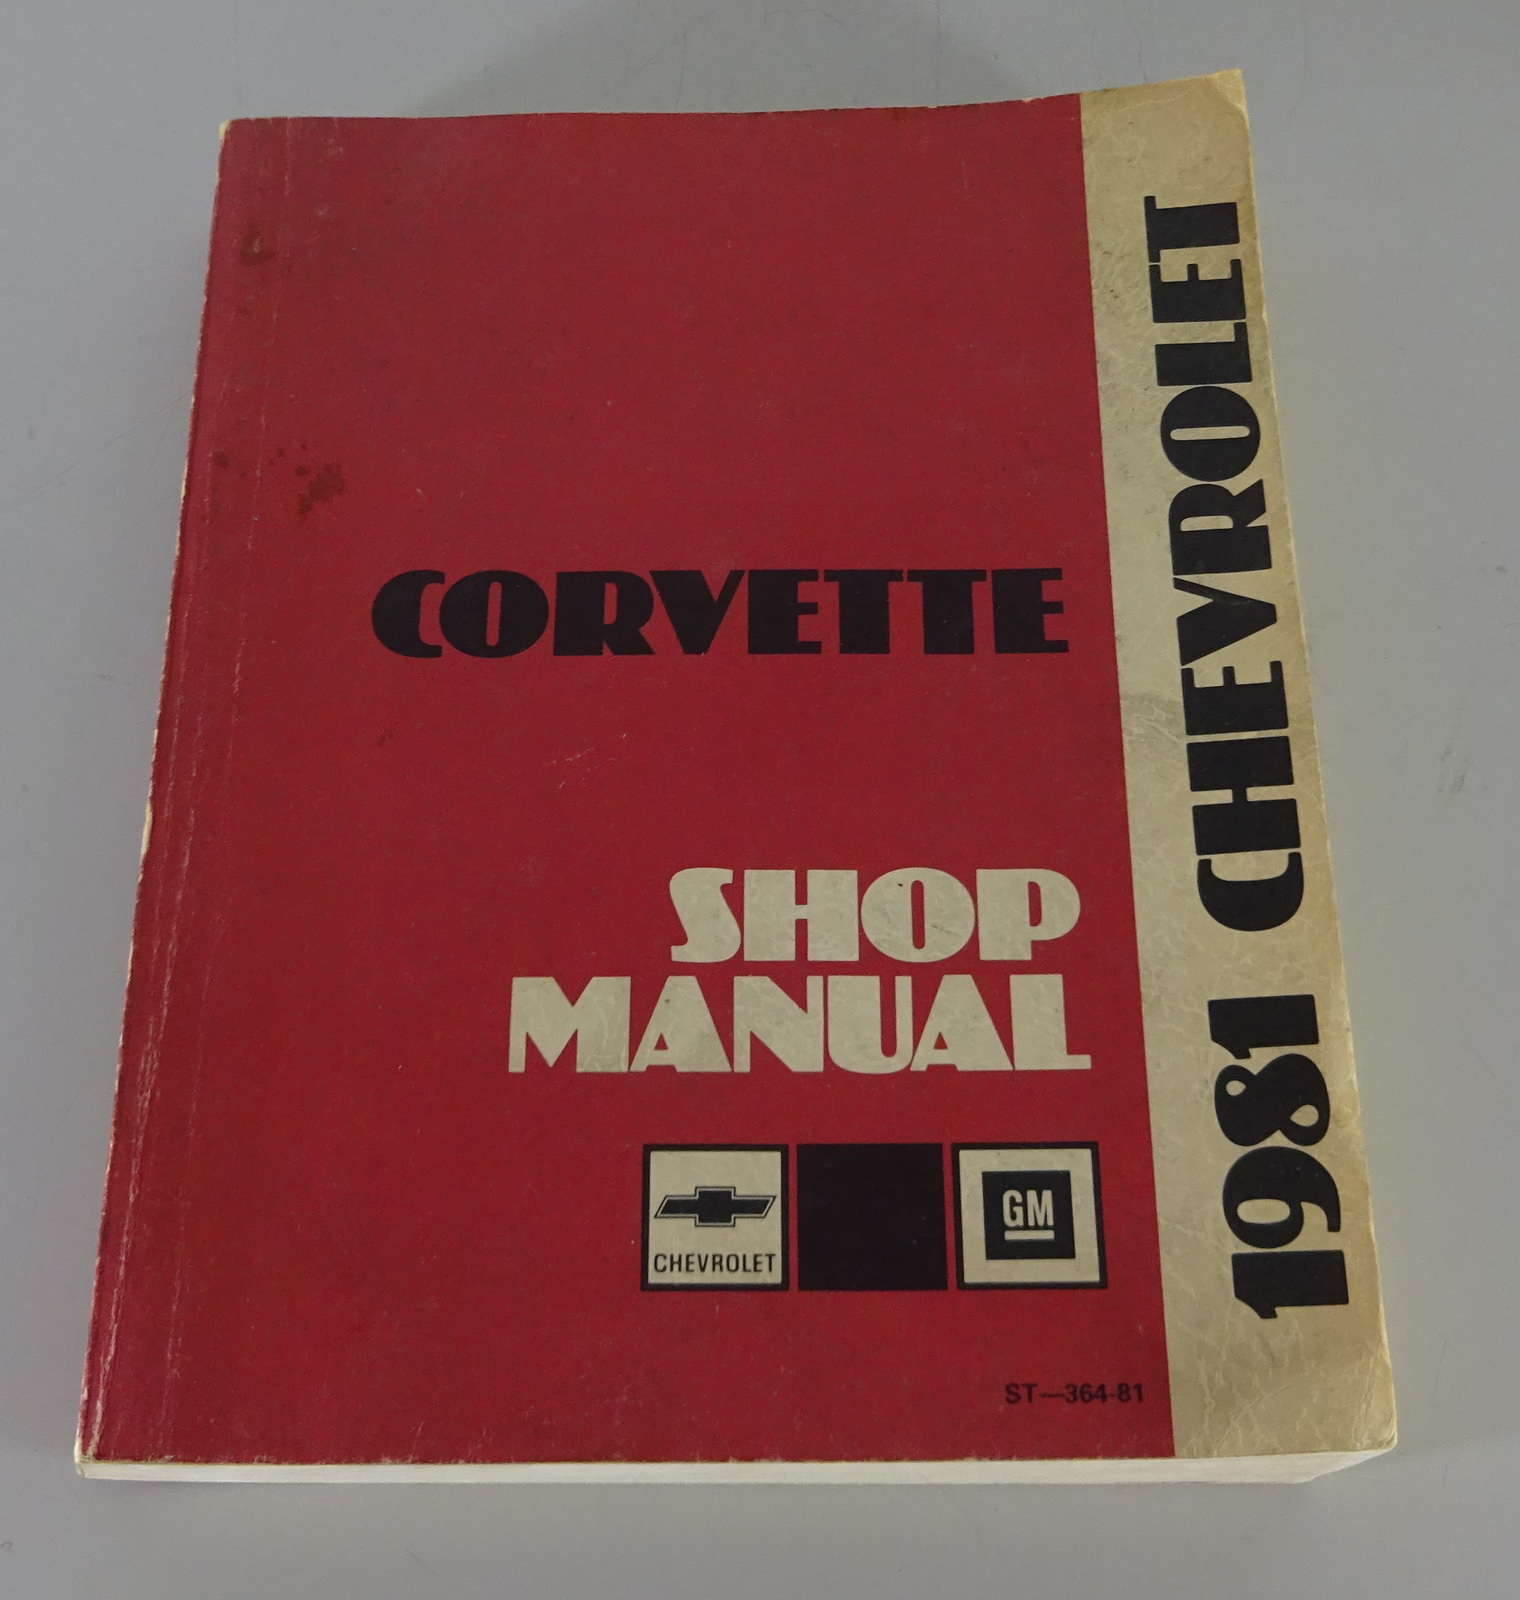 CORVETTE
SHOP
MANUAL
CHEVROLET
GM
ST—364-81
1981 CHEVROLET